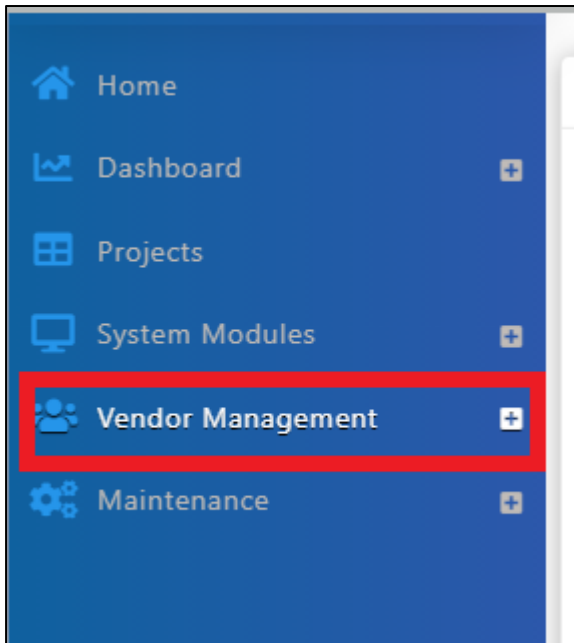 Home
Dashboard
Projects
System Modules
Vendor Management
Maintenance